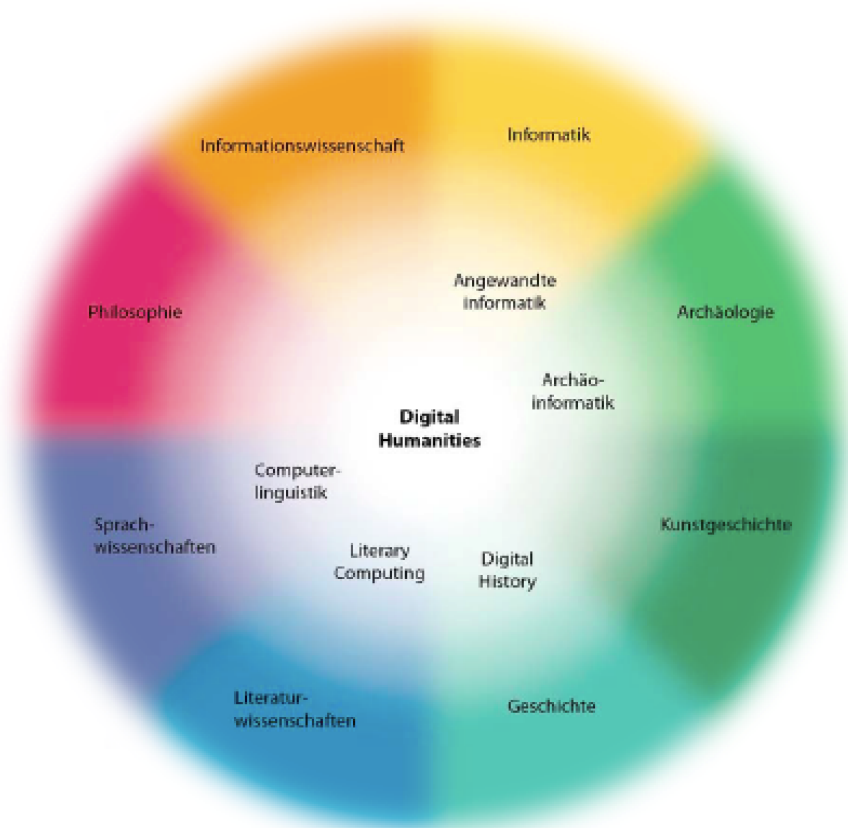 Informationswissenschaft
Informatik
Angewandte
informatik
Philosophie
Archäologie
Archäo-
informatik
Digital
Humanities
Computer-
linguistik
Sprach-
wissenschaften
Kunstgeschichte
Literary
Computing
Digital
History
Literatur-
wissenschaften
Geschichte